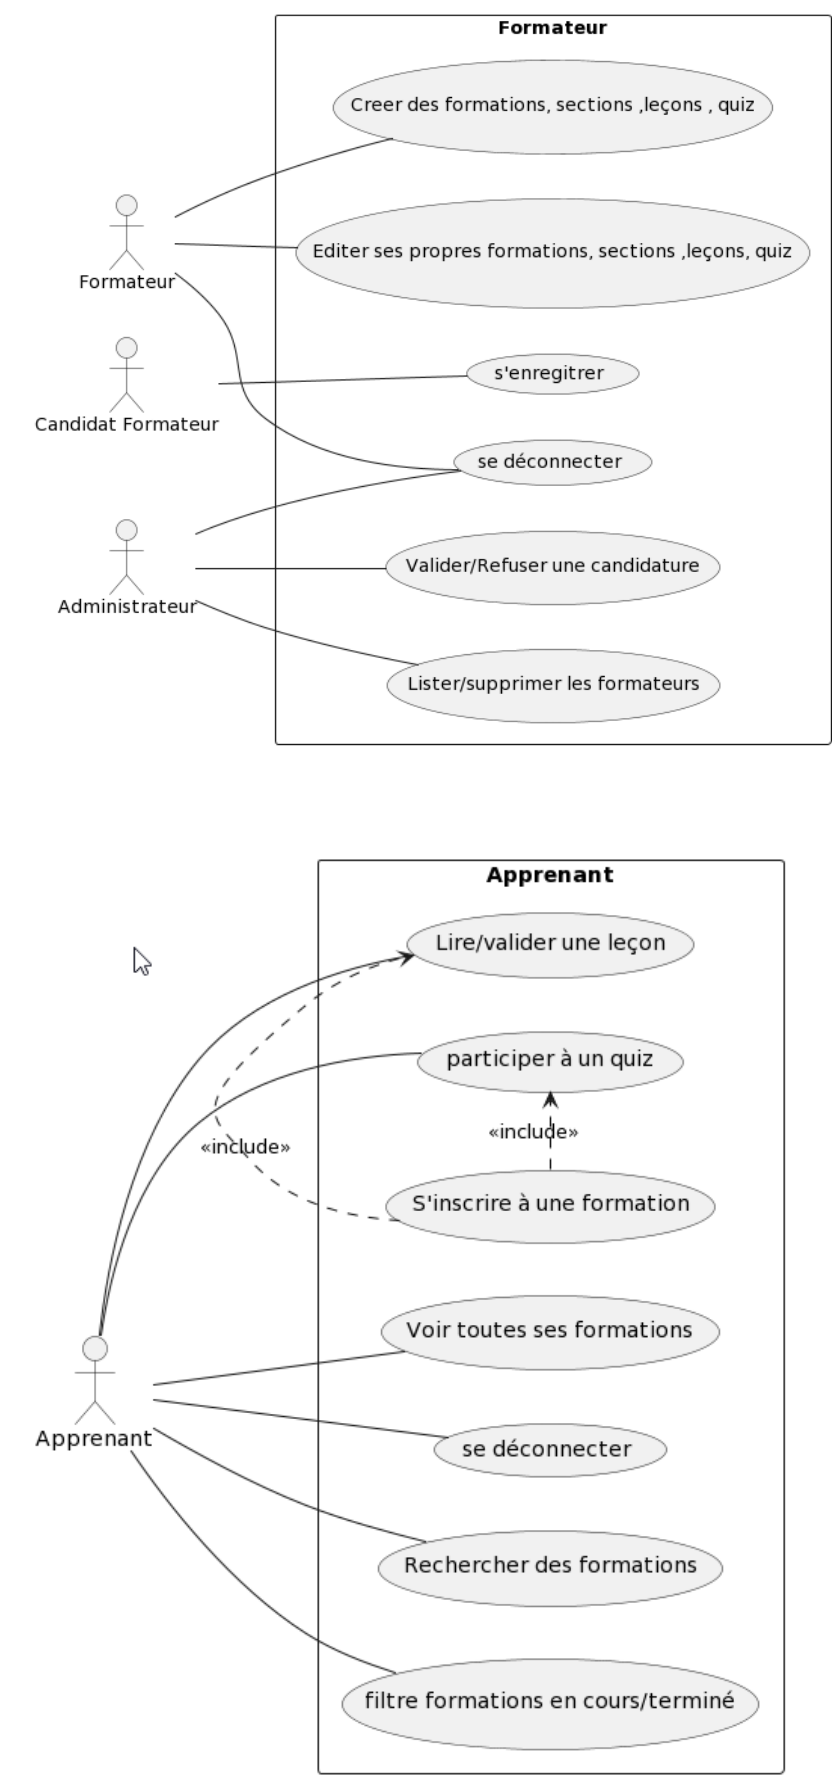 Formateur
Creer des formations, sections ,leçons , quiz
Editer ses propres formations, sections ,leçons, quiz
Formateur
s'enregitrer
Candidat Formateur
se déconnecter
Valider/Refuser une candidature
Administrateur
Lister/supprimer les formateurs
Apprenant
Lire/valider une leçon
participer à un quiz
«include»
«include»
S'inscrire à une formation
Voir toutes ses formations
Apprenant
se déconnecter
Rechercher des formations
filtre formations en cours/terminé